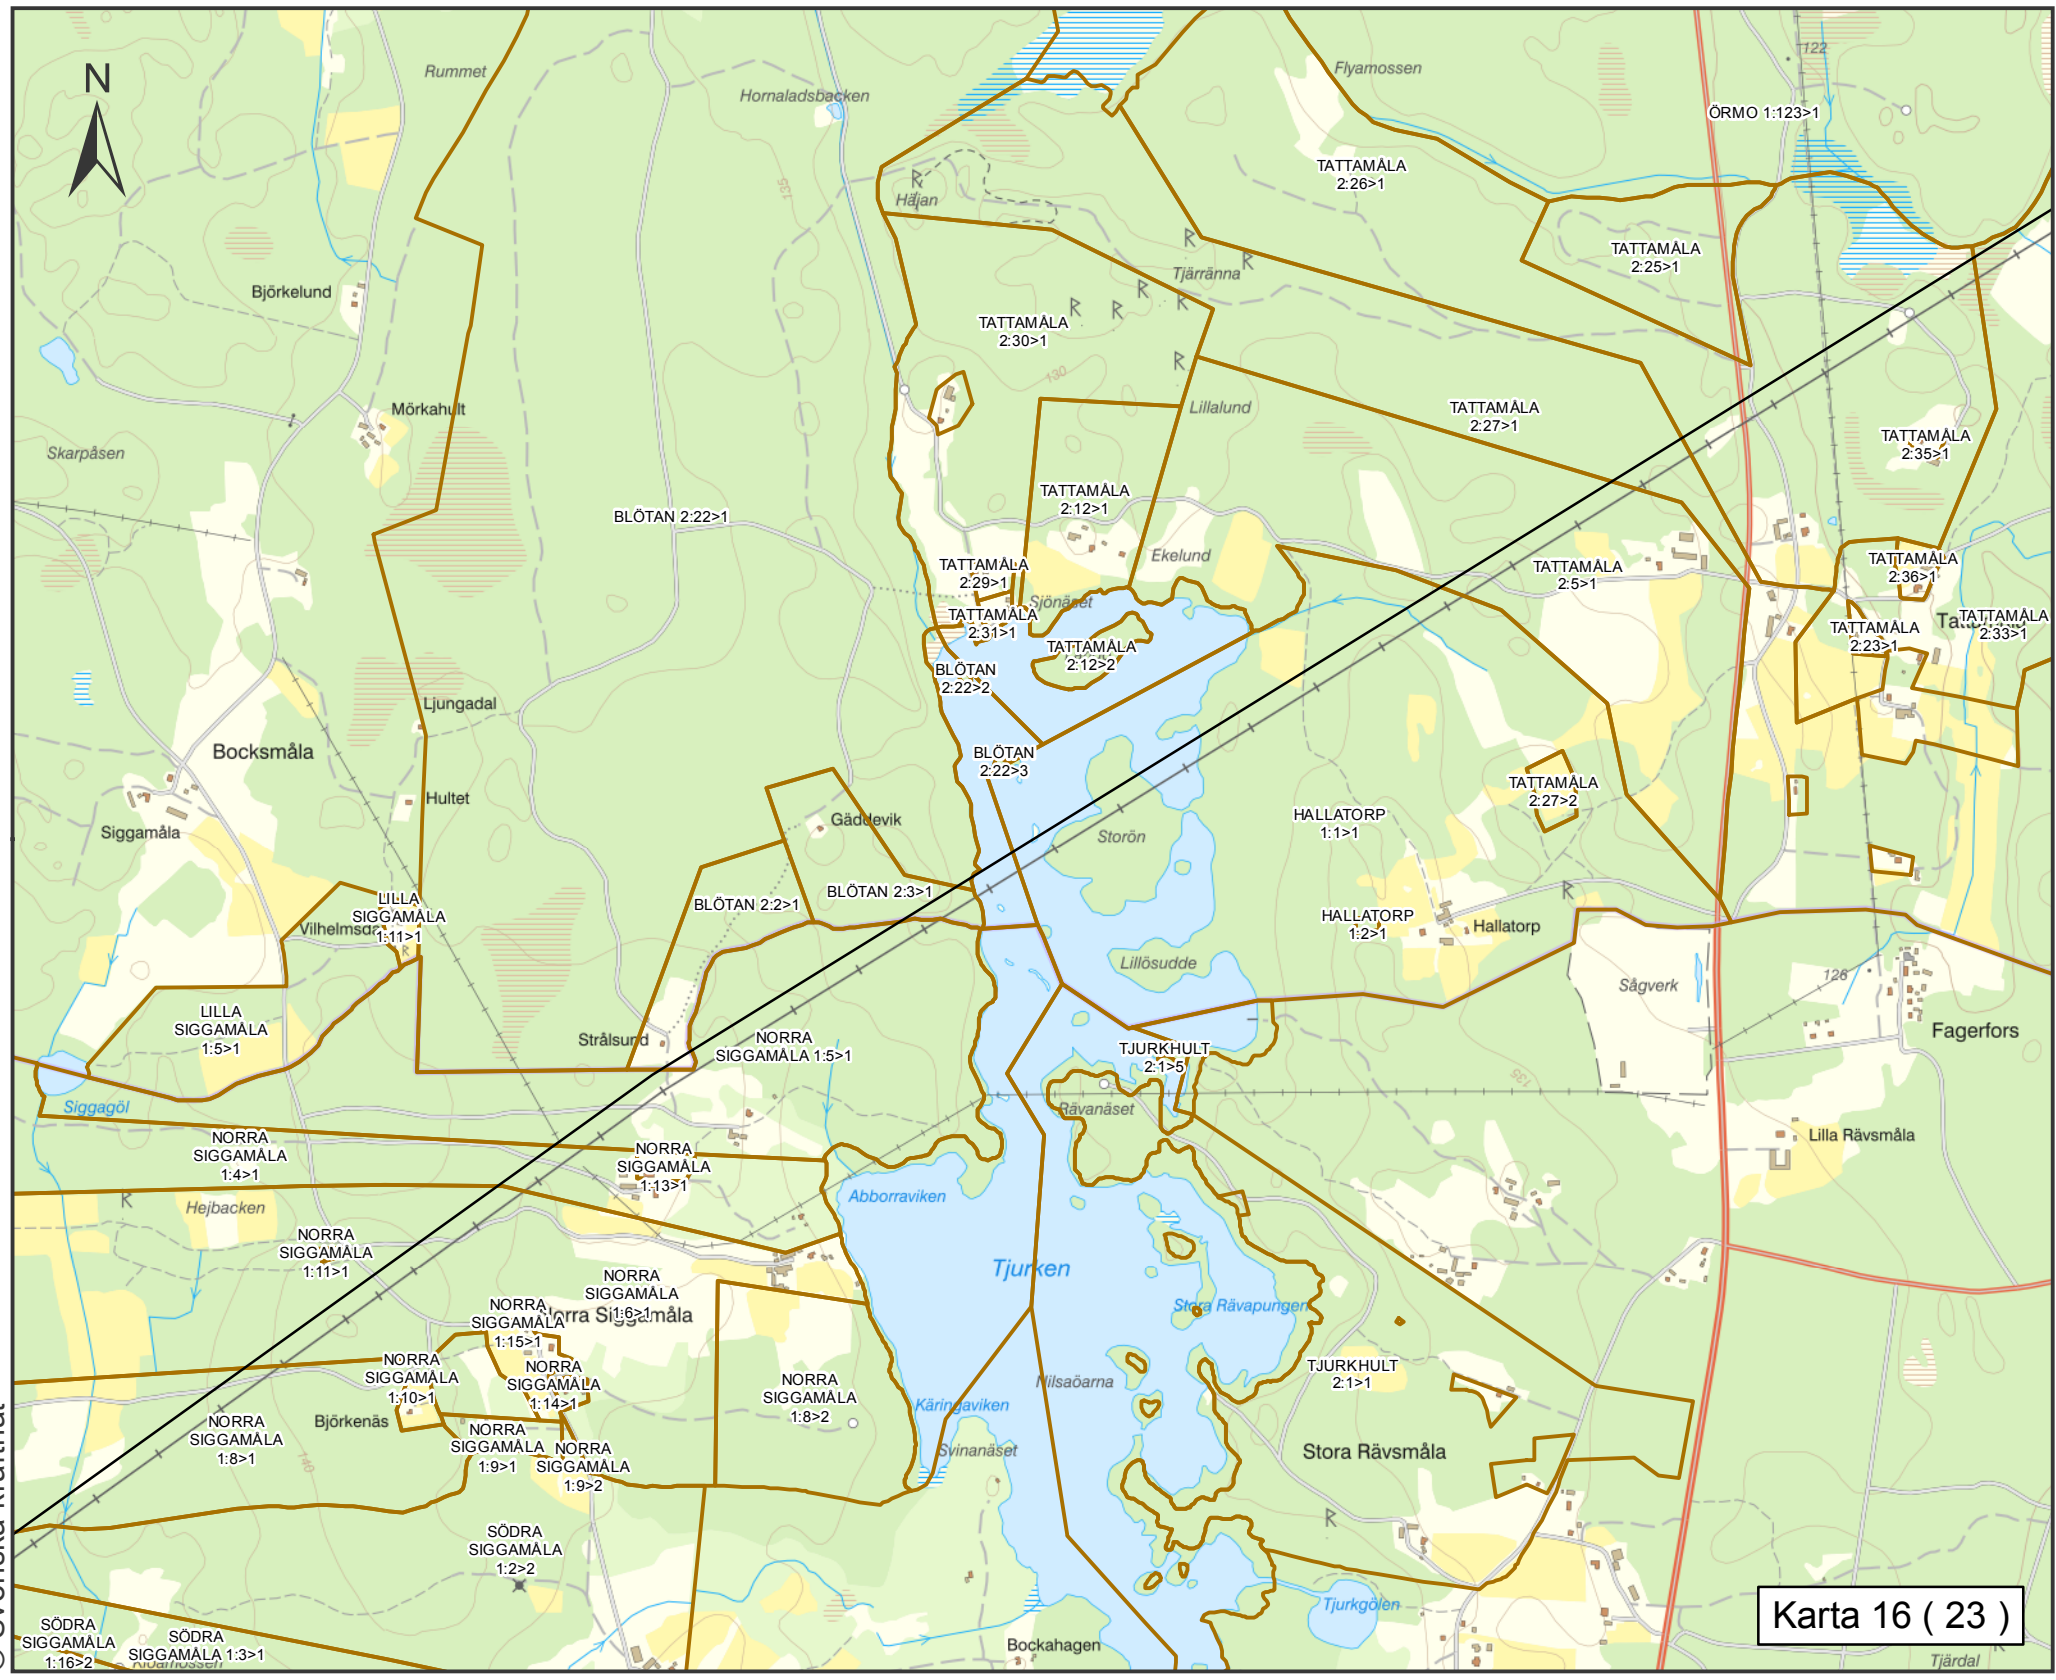 N
Rummet
Hornaladsbacken
Flyamossen
122
ÖRMO 1:123>1
TATTAMÅLA
2:26>1
135
R
Häjan
R
R
Tjärränna
TATTAMÅLA
2:25>1
Björkelund
R
R
R
R
TATTAMÅLA
2:30>1
R
130
Mörkahult
Lillalund
TATTAMÅLA
2:27>1
TATTAMÅLA
2:35>1
Skarpåsen
TATTAMÅLA
2:12>1
BLÖTAN 2:22>1
Ekelund
TATTAMÅLA
2:29>1
TATTAMÅLA
2:5>1
TATTAMÅLA
2:36>1
Sjönäset
TATTAMÅLA
2:31>1
TATTAMÅLA
2:33>1
TATTAMÅLA
2:23>1
TATTAMÅLA
2:12>2
BLÖTAN
2:22>2
Ljungadal
Bocksmåla
BLÖTAN
2:22>3
TATTAMÅLA
2:27>2
Hultet
HALLATORP
1:1>1
Siggamåla
Gäddevik
Storön
LILLA
SIGGAMÅLA
1:11>1
BLÖTAN 2:2>1
BLÖTAN 2:3>1
R
HALLATORP
1:2>1
Hallatorp
Vilhelmsda
R
Lillösudde
126
Sågverk
LILLA
SIGGAMÅLA
1:5>1
Strålsund
NORRA
SIGGAMÅLA 1:5>1
Fagerfors
TJURKHULT
2:1>5
135
Siggagöl
Rävanäset
Lilla Rävsmåla
NORRA
SIGGAMÅLA
1:4>1
NORRA
SIGGAMÅLA
1:13>1
R
Hejbacken
Abborraviken
NORRA
SIGGAMÅLA
1:11>1
Tjurken
NORRA
SIGGAMÅLA
1:6>1
Norra Siggamåla
Stora Rävapungen
NORRA
SIGGAMÅLA
1:15>1
NORRA
SIGGAMÅLA
1:10>1
NORRA
SIGGAMÅLA
1:14>1
NORRA
SIGGAMÅLA
1:8>2
Nilsaöarna
TJURKHULT
2:1>1
Käringaviken
Björkenäs
NORRA
SIGGAMÅLA
1:8>1
NORRA
SIGGAMÅLA
1:9>1
NORRA
SIGGAMÅLA
1:9>2
Svinanäset
Stora Rävsmåla
140
R
SÖDRA
SIGGAMÅLA
1:2>2
Tjurkgölen
Karta 16 ( 23 )
SÖDRA
SIGGAMÅLA
1:16>2
SÖDRA
SIGGAMÅLA 1:3>1
Bockahagen
Tjärdal